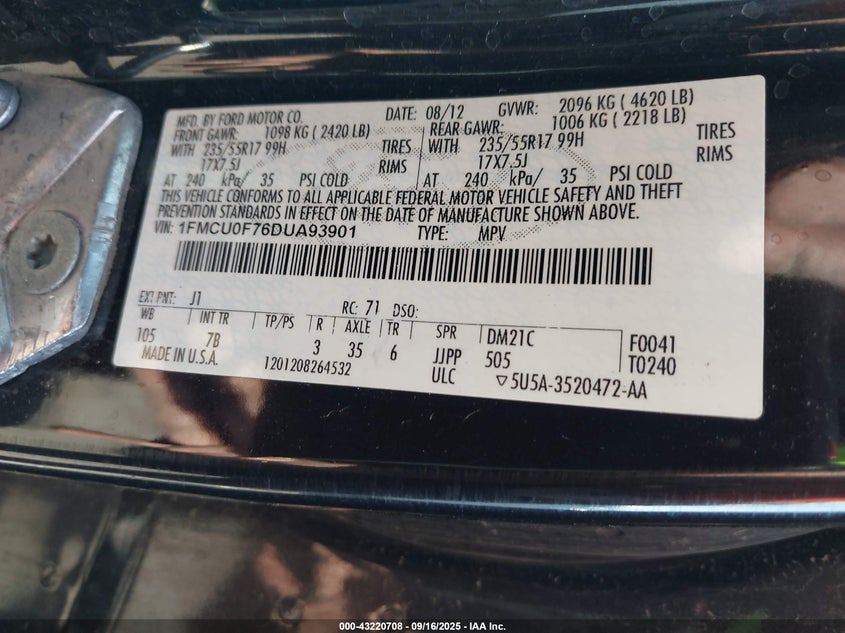 MFD. BY FORD MOTOR CO. DATE: 08/12 GVWR: 2096 KG ( 4620 LB)
FRONT GAWR: 1098 KG ( 2420 LB) REAR GAWR: 1006 KG ( 2218 LB)
WITH 235/55R17 99H TIRES WITH 235/55R17 99H TIRES
17X7.5J RIMS 17X7.5J RIMS
AT 240 kPa/ 35 PSI COLD AT 240 kPa/ 35 PSI COLD
THIS VEHICLE CONFORMS TO ALL APPLICABLE FEDERAL MOTOR VEHICLE SAFETY AND THEFT
PREVENTION STANDARDS IN EFFECT ON THE DATE OF MANUFACTURE SHOWN ABOVE.
VIN: 1FMCU0F76DUA93901 TYPE: MPV
EXT PNT: J1 RC: 71 DSO:
WB INT TR TP/PS R AXLE TR SPR DM21C F0041
105 7B 3 35 6 JJPP 505 T0240
MADE IN U.S.A. 1201208264532 ULC ▽5U5A-3520472-AA
000-43220708 - 09/16/2025 - IAA Inc.